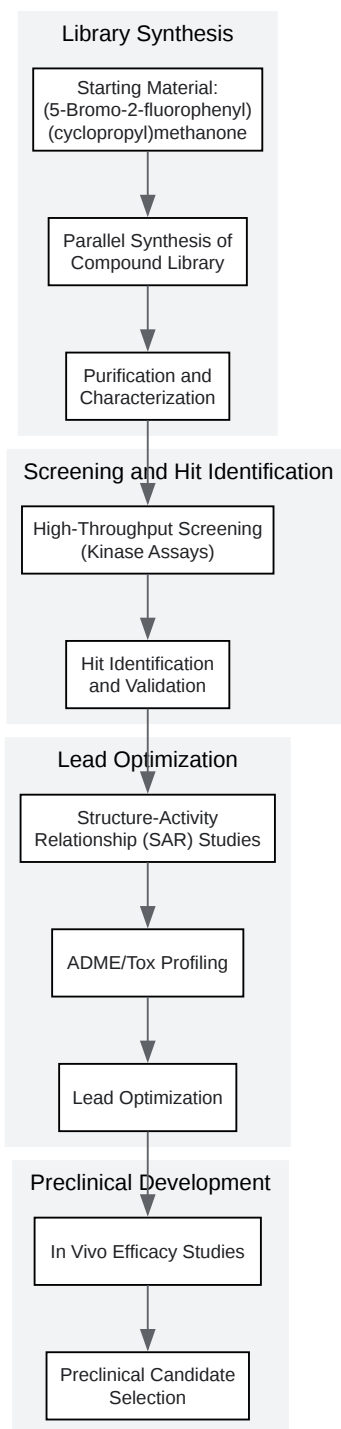 Library Synthesis
Starting Material:
(5-Bromo-2-fluorophenyl)
(cyclopropyl)methanone
Parallel Synthesis of
Compound Library
Purification and
Characterization
Screening and Hit Identification
High-Throughput Screening
(Kinase Assays)
Hit Identification
and Validation
Lead Optimization
Structure-Activity
Relationship (SAR) Studies
ADME/Tox Profiling
Lead Optimization
Preclinical Development
In Vivo Efficacy Studies
Preclinical Candidate
Selection